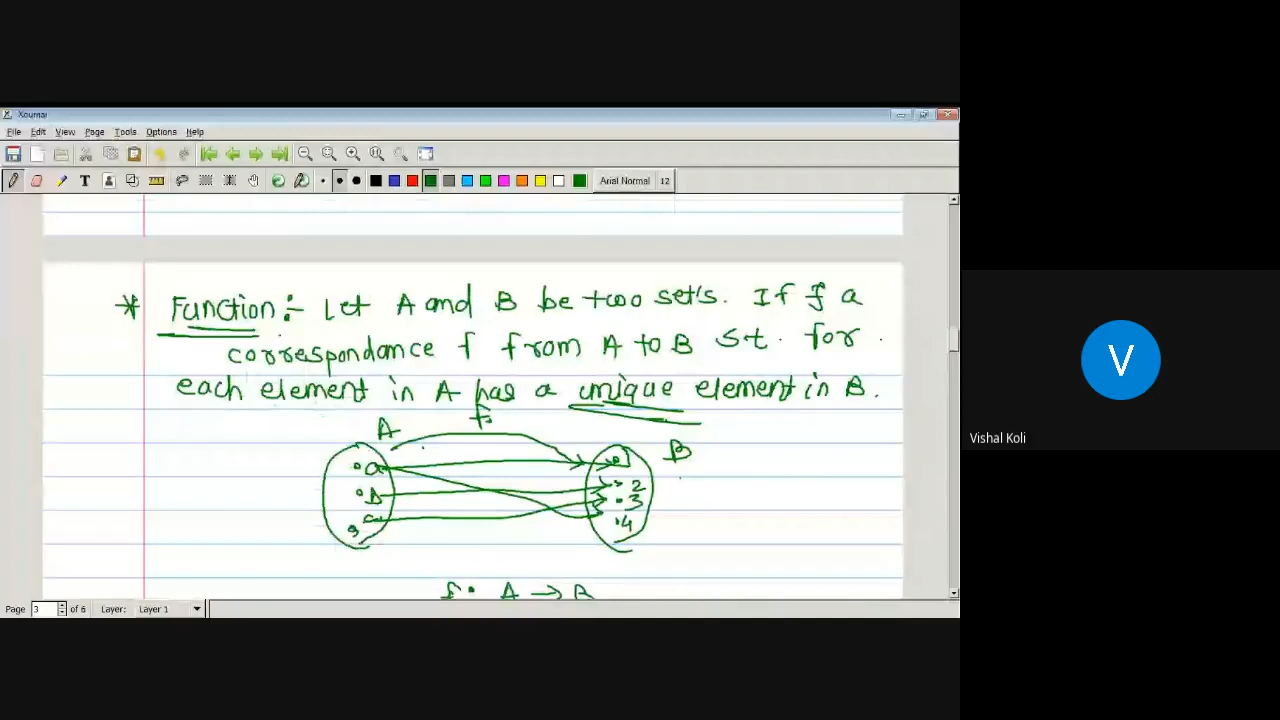 Xournal
File Edit View Page Tools Options Help
T Arial Normal 12
* Function :- Let A and B be two set's. If f a
correspondance f from A to B s.t. for
each element in A has a unique element in B.
f
A B
a 1
b 2
c 3
4
f : A → B
Page 3 of 6 Layer: Layer 1
V
Vishal Koli